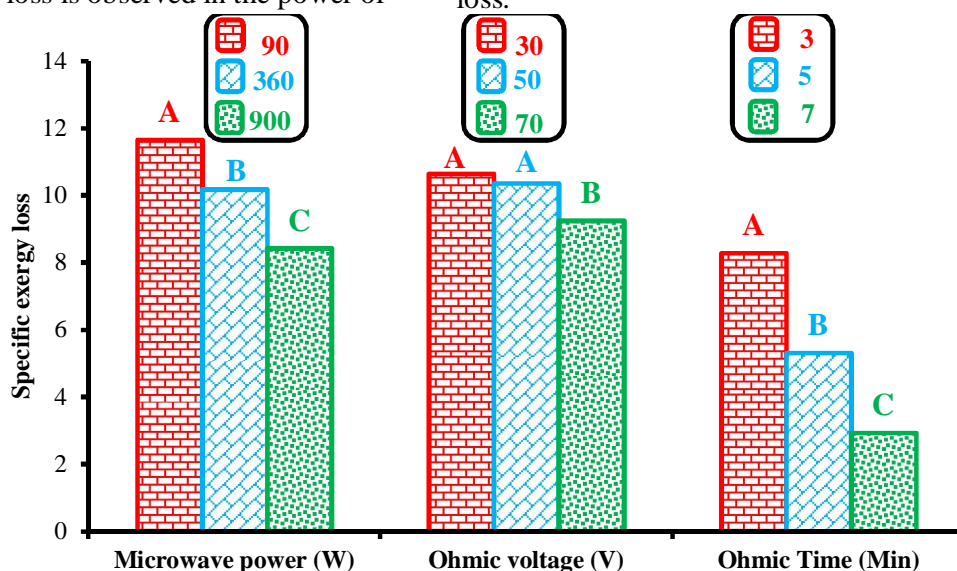 loss is observed in the power of
loss.
90
360
900
30
50
70
3
5
7
14
12
10
8
6
4
2
0
Specific exergy loss
A
B
C
A
A
B
A
B
C
Microwave power (W)
Ohmic voltage (V)
Ohmic Time (Min)